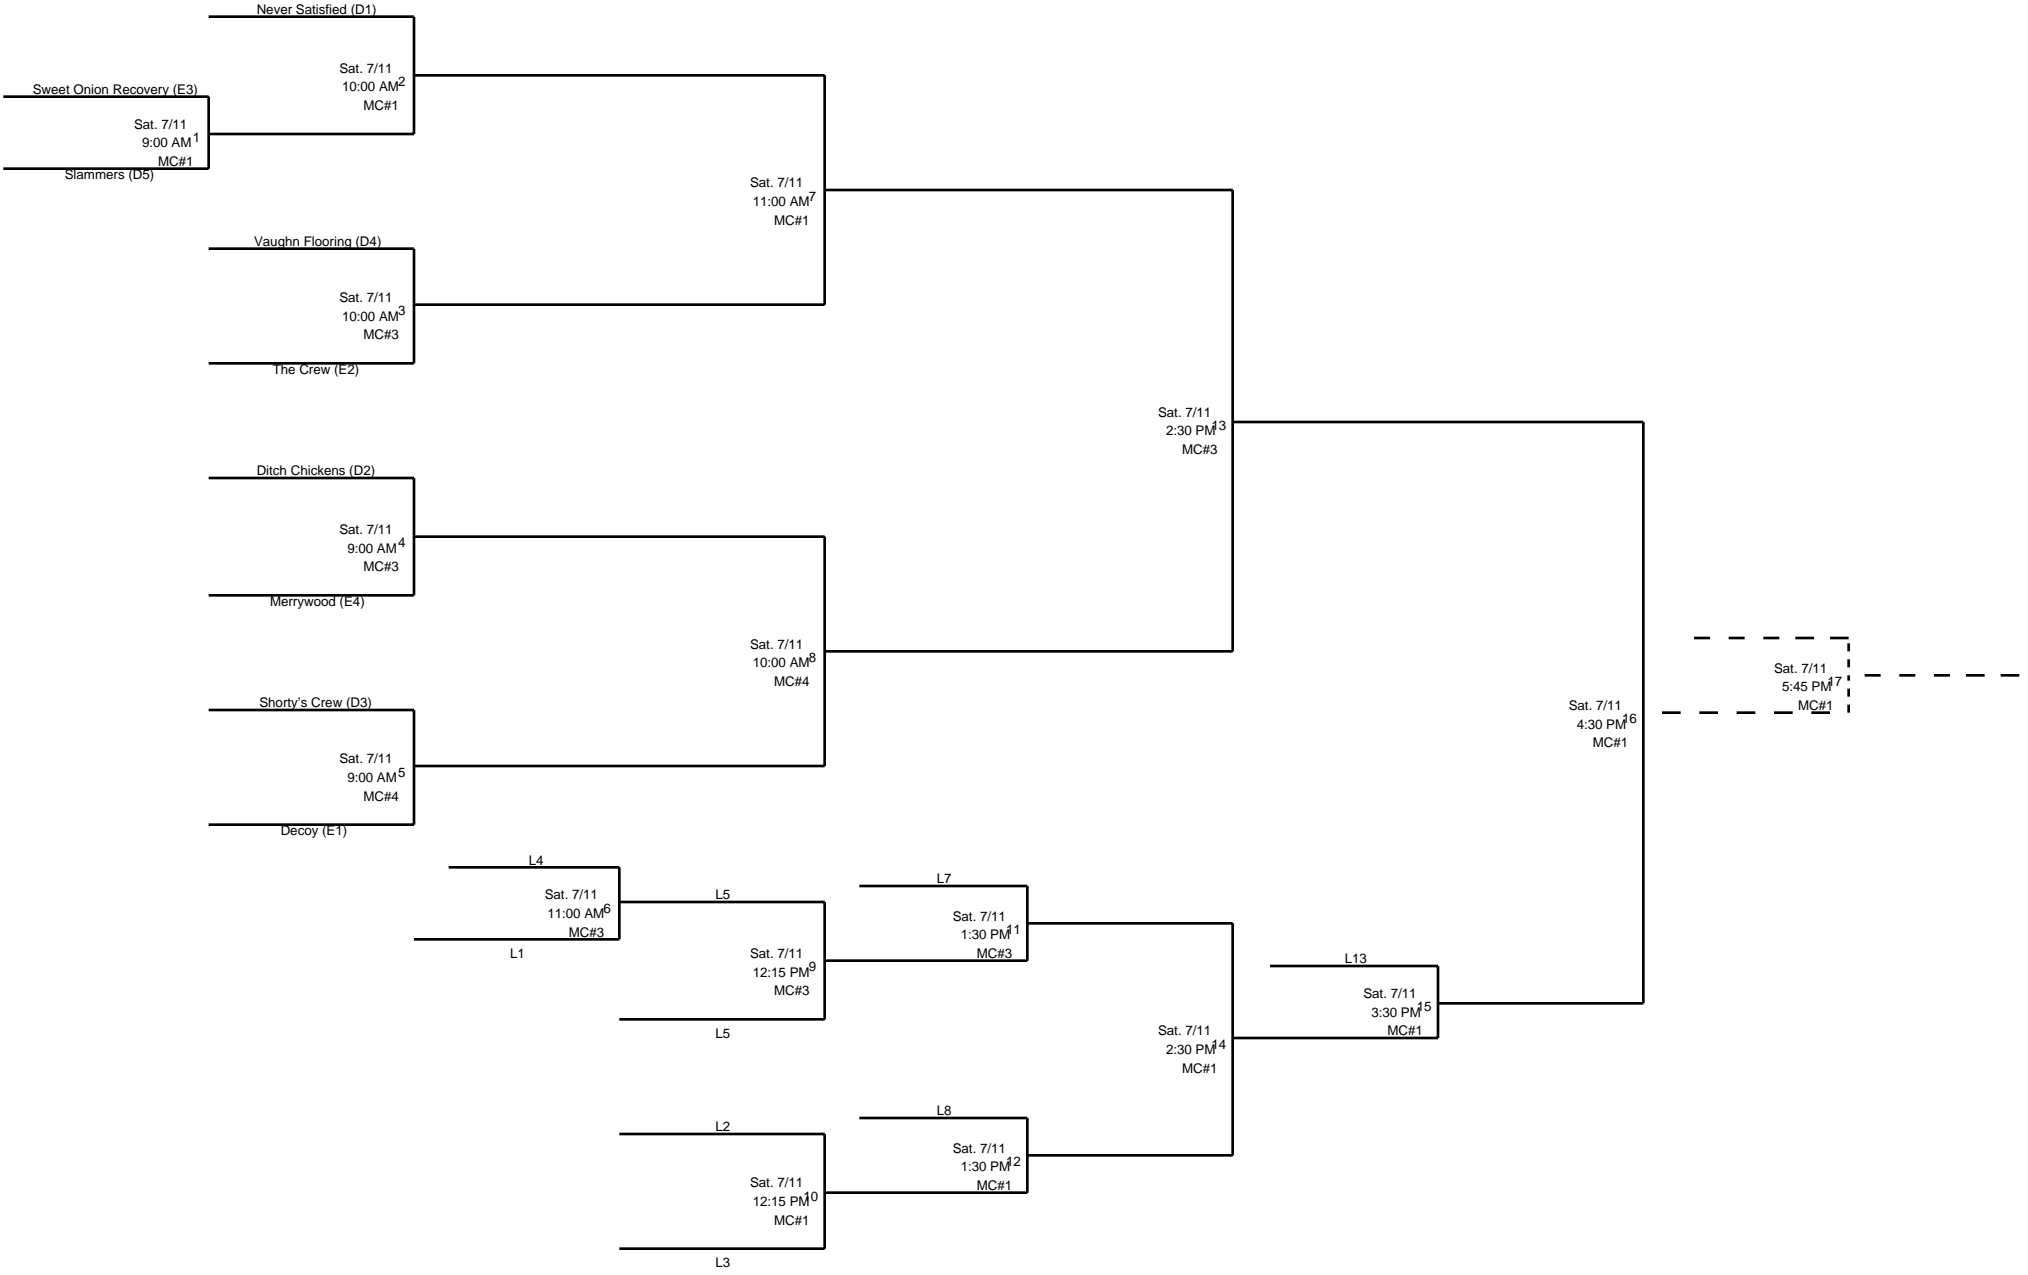 Never Satisfied (D1)
Sat. 7/11
10:00 AM 2
MC#1
Sweet Onion Recovery (E3)
Sat. 7/11
9:00 AM 1
MC#1
Slammers (D5)
Sat. 7/11
11:00 AM 7
MC#1
Vaughn Flooring (D4)
Sat. 7/11
10:00 AM 3
MC#3
The Crew (E2)
Sat. 7/11
2:30 PM 13
MC#3
Ditch Chickens (D2)
Sat. 7/11
9:00 AM 4
MC#3
Merrywood (E4)
Sat. 7/11
10:00 AM 8
MC#4
Sat. 7/11
5:45 PM 17
MC#1
Shorty's Crew (D3)
Sat. 7/11
4:30 PM 16
MC#1
Sat. 7/11
9:00 AM 5
MC#4
Decoy (E1)
L4
Sat. 7/11
11:00 AM 6
MC#3
L1
L5
Sat. 7/11
12:15 PM 9
MC#3
L5
L7
Sat. 7/11
1:30 PM 11
MC#3
L13
Sat. 7/11
3:30 PM 15
MC#1
Sat. 7/11
2:30 PM 14
MC#1
L2
Sat. 7/11
12:15 PM 10
MC#1
L3
L8
Sat. 7/11
1:30 PM 12
MC#1